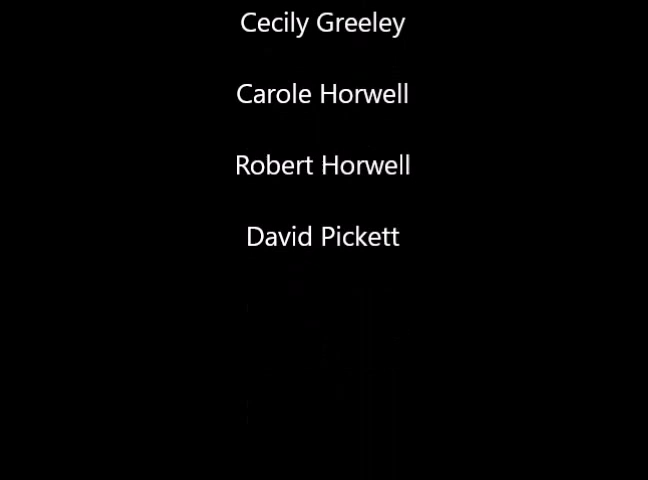 Cecily Greeley
Carole Horwell
Robert Horwell
David Pickett